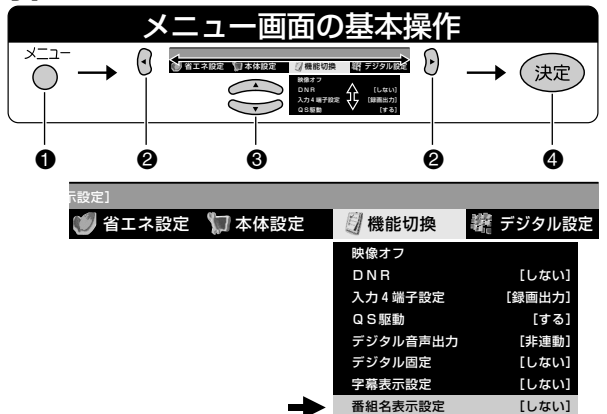 メニュー画面の基本操作
メニュー
省エネ設定 本体設定 機能切換 デジタル設定
映像オフ
DNR [しない]
入力4端子設定 [録画出力]
QS駆動 [する]
決定
❶ ❷ ❸ ❷ ❹
示設定]
省エネ設定 本体設定 機能切換 デジタル設定
映像オフ
DNR [しない]
入力4端子設定 [録画出力]
QS駆動 [する]
デジタル音声出力 [非連動]
デジタル固定 [しない]
字幕表示設定 [しない]
番組名表示設定 [しない]